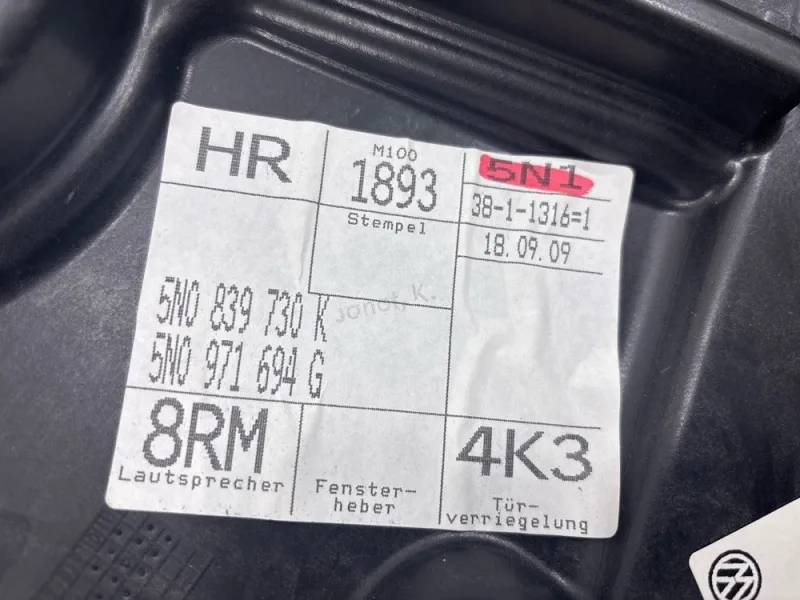 HR
M100
1893
Stempel
5N1
38-1-1316=1
18.09.09
5N0 839 730 K
5N0 971 694 G
8RM
Lautsprecher
Fenster-
heber
4K3
Tür-
verriegelung